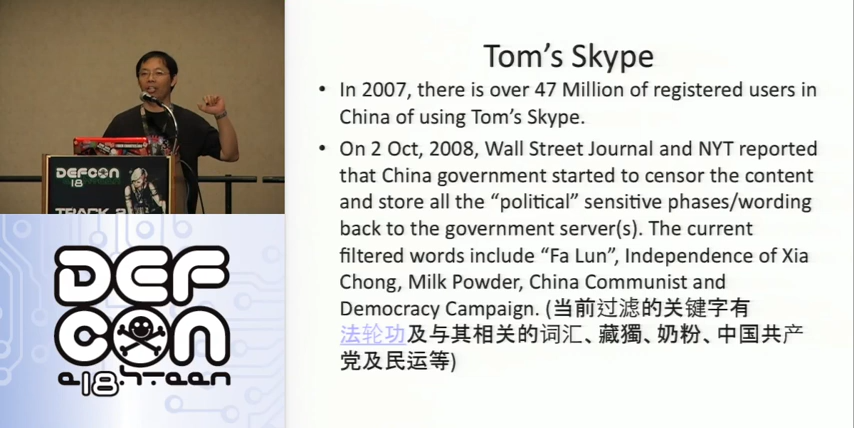 Tom's Skype
• In 2007, there is over 47 Million of registered users in
China of using Tom's Skype.
• On 2 Oct, 2008, Wall Street Journal and NYT reported
that China government started to censor the content
and store all the "political" sensitive phases/wording
back to the government server(s). The current
filtered words include "Fa Lun", Independence of Xia
Chong, Milk Powder, China Communist and
Democracy Campaign. (当前过滤的关键字有
法轮功及与其相关的词汇、藏獨、奶粉、中国共产
党及民运等)
DEFCON
18
TRACK 2
DEF
CON
e18hteen